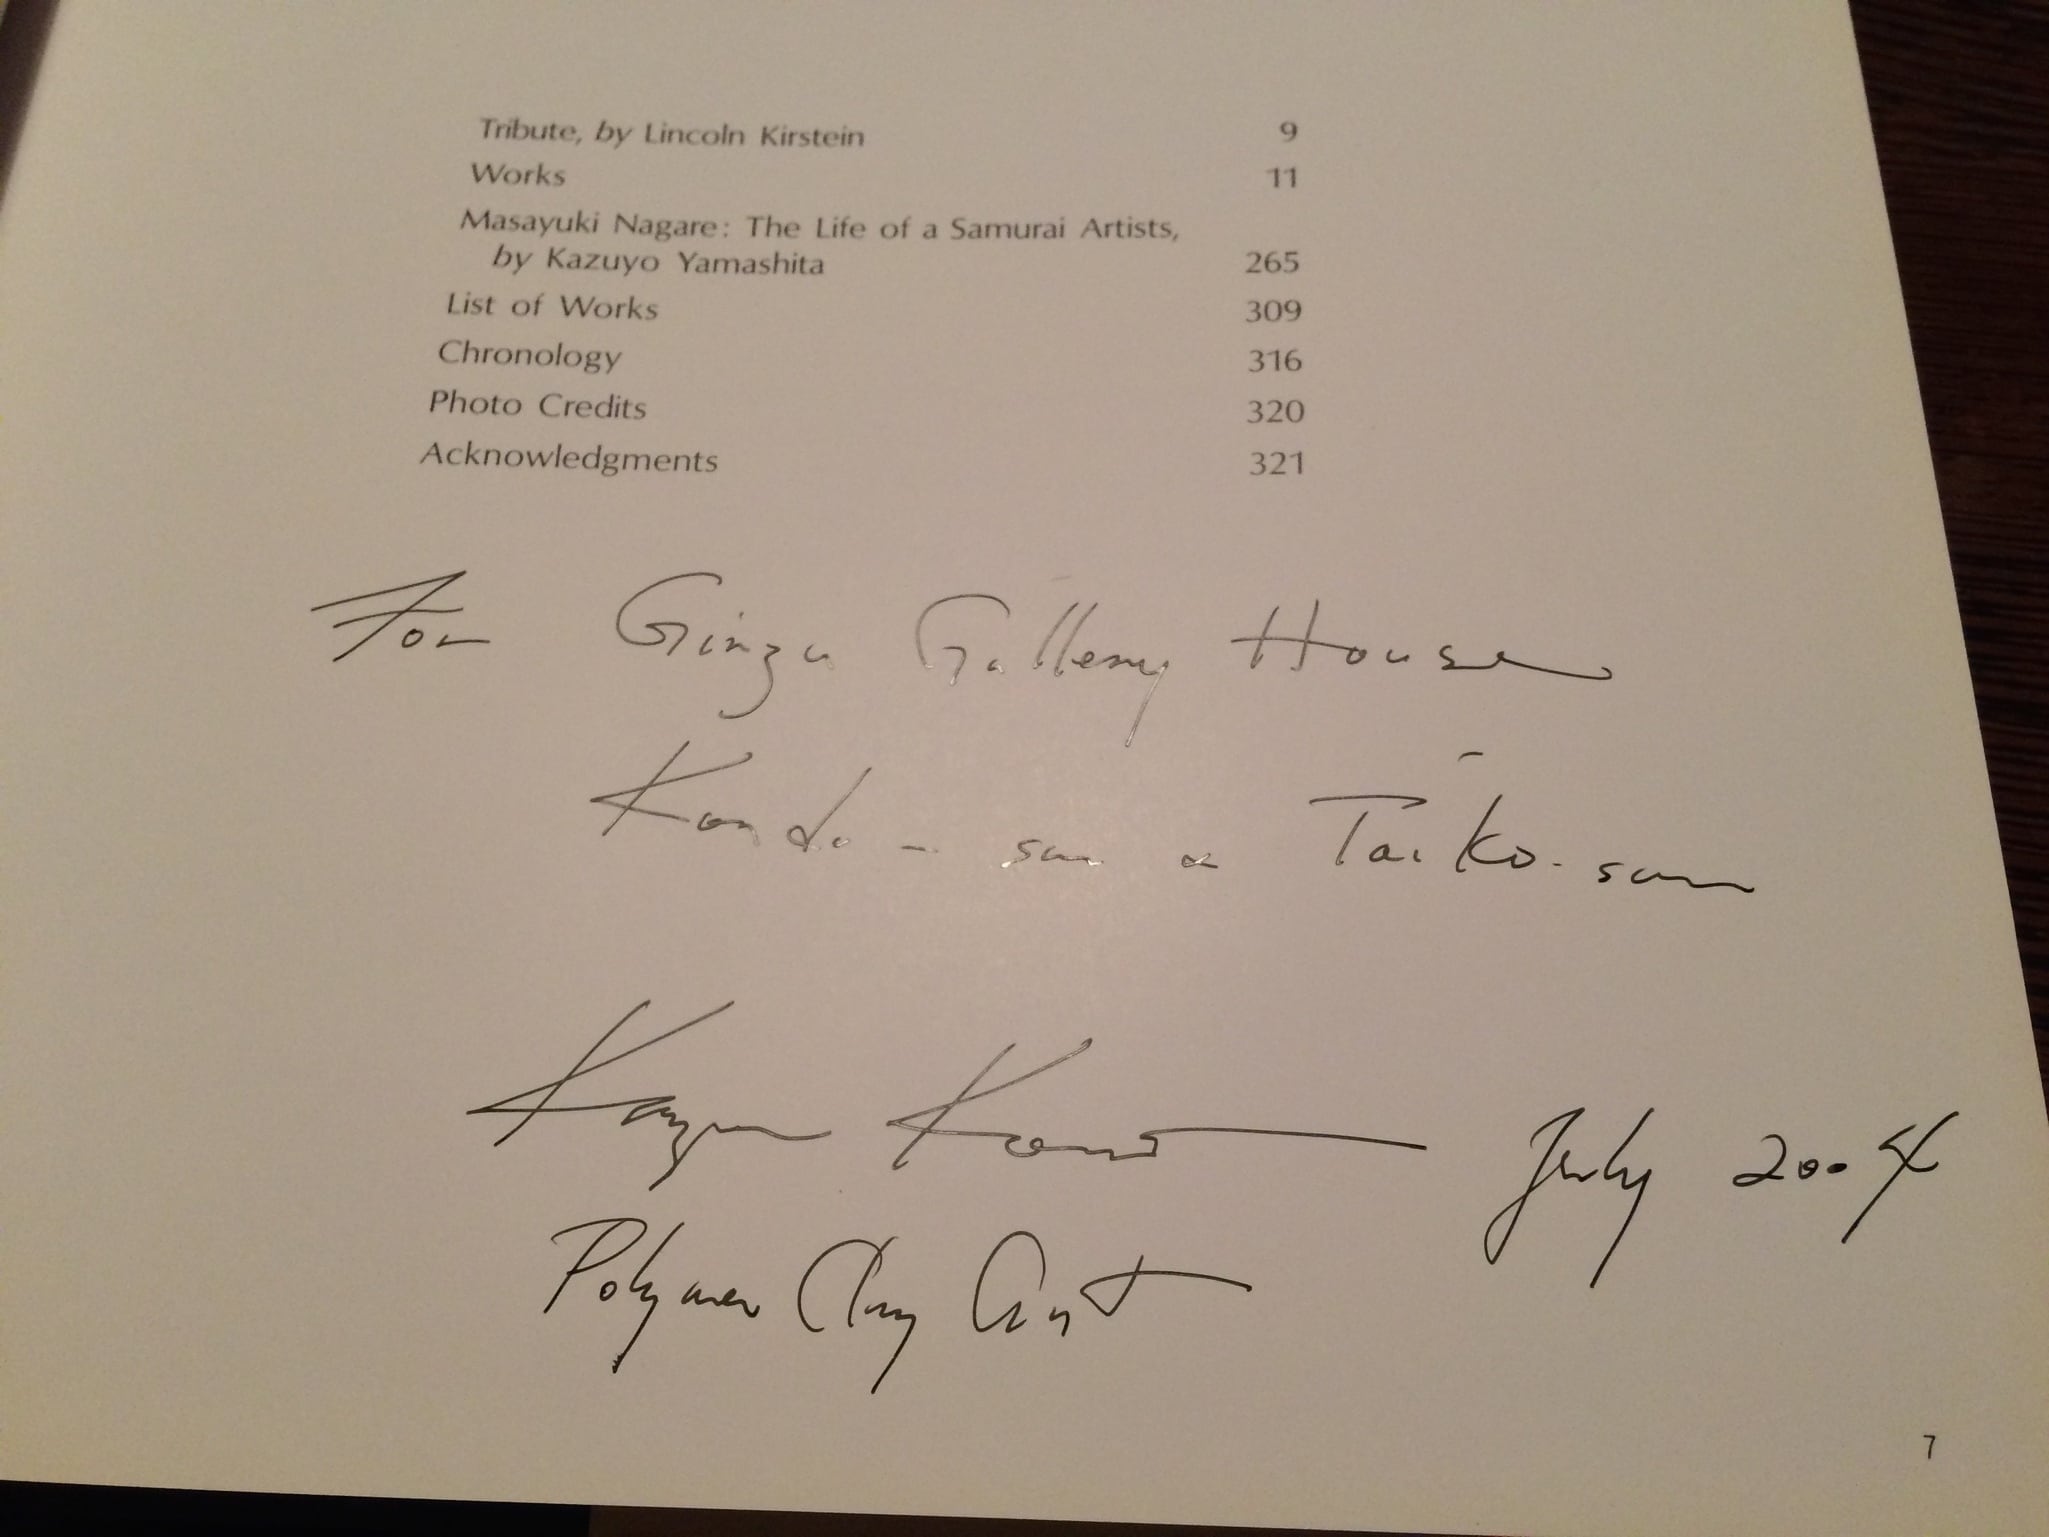 Tribute, by Lincoln Kirstein 9
Works 11
Masayuki Nagare: The Life of a Samurai Artists,
by Kazuyo Yamashita 265
List of Works 309
Chronology 316
Photo Credits 320
Acknowledgments 321
For Ginza Gallery House
Kondo-san & Taiko-san
July 2004
Polymer Clay Art
7